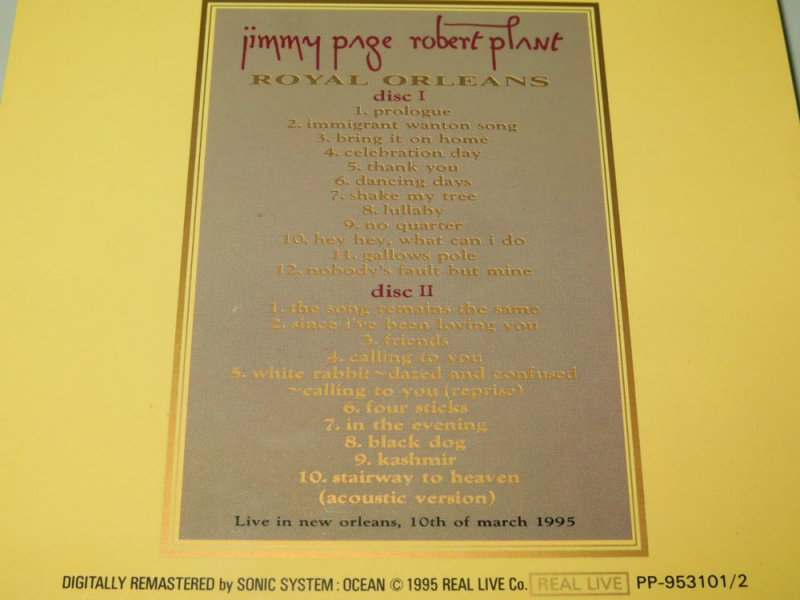 jimmy page robert plant
ROYAL ORLEANS
disc I
1. prologue
2. immigrant wanton song
3. bring it on home
4. celebration day
5. thank you
6. dancing days
7. shake my tree
8. lullaby
9. no quarter
10. hey hey, what can i do
11. gallows pole
12. nobody's fault but mine
disc II
1. the song remains the same
2. since i've been loving you
3. friends
4. calling to you
5. white rabbit~dazed and confused
~calling to you (reprise)
6. four sticks
7. in the evening
8. black dog
9. kashmir
10. stairway to heaven
(acoustic version)
Live in new orleans, 10th of march 1995
DIGITALLY REMASTERED by SONIC SYSTEM : OCEAN © 1995 REAL LIVE Co. REAL LIVE PP-953101/2